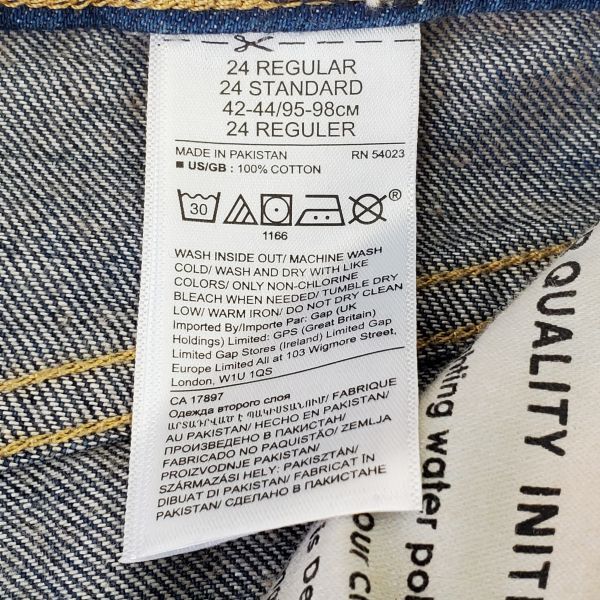 24 REGULAR
24 STANDARD
42-44/95-98CM
24 REGULER
MADE IN PAKISTAN RN 54023
■ US/GB : 100% COTTON
30 ®
1166
WASH INSIDE OUT/ MACHINE WASH
COLD/ WASH AND DRY WITH LIKE
COLORS/ ONLY NON-CHLORINE
BLEACH WHEN NEEDED/ TUMBLE DRY
LOW/ WARM IRON/ DO NOT DRY CLEAN
Imported By/Importe Par: Gap (UK
Holdings) Limited: GPS (Great Britain)
Limited Gap Stores (Ireland) Limited Gap
Europe Limited All at 103 Wigmore Street,
London, W1U 1QS
CA 17897
Одежда второго слоя
ԱՐՏԱԴՐՎԱԾ Է ՊԱԿԻՍՏԱՆՈՒՄ/ FABRIQUE
AU PAKISTAN/ HECHO EN PAKISTAN/
ПРОИЗВЕДЕНО В ПАКИСТАН/
FABRICADO NO PAQUISTÃO/ ZEMLJA
PROIZVODNJE PAKISTAN/
SZÁRMAZÁSI HELY: PAKISZTÁN/
DIBUAT DI PAKISTAN/ FABRICAT ÎN
PAKISTAN/ СДЕЛАНО В ПАКИСТАНЕ
QUALITY INITI
water
our